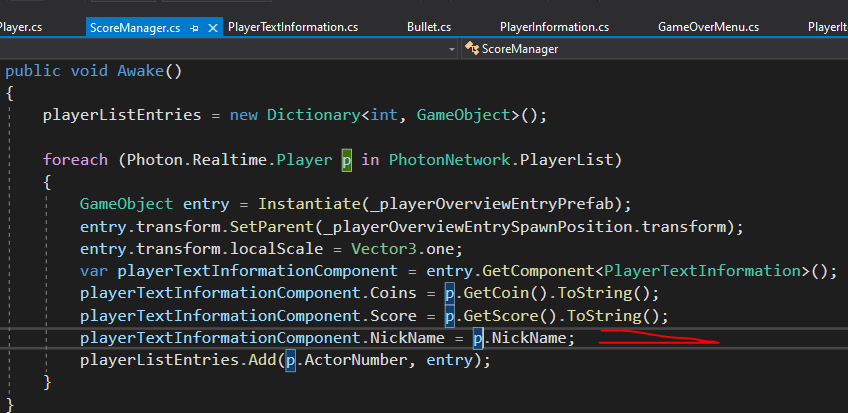 Player.cs ScoreManager.cs PlayerTextInformation.cs Bullet.cs PlayerInformation.cs GameOverMenu.cs PlayerIt
ScoreManager
public void Awake()
{
playerListEntries = new Dictionary<int, GameObject>();
foreach (Photon.Realtime.Player p in PhotonNetwork.PlayerList)
{
GameObject entry = Instantiate(_playerOverviewEntryPrefab);
entry.transform.SetParent(_playerOverviewEntrySpawnPosition.transform);
entry.transform.localScale = Vector3.one;
var playerTextInformationComponent = entry.GetComponent<PlayerTextInformation>();
playerTextInformationComponent.Coins = p.GetCoin().ToString();
playerTextInformationComponent.Score = p.GetScore().ToString();
playerTextInformationComponent.NickName = p.NickName;
playerListEntries.Add(p.ActorNumber, entry);
}
}